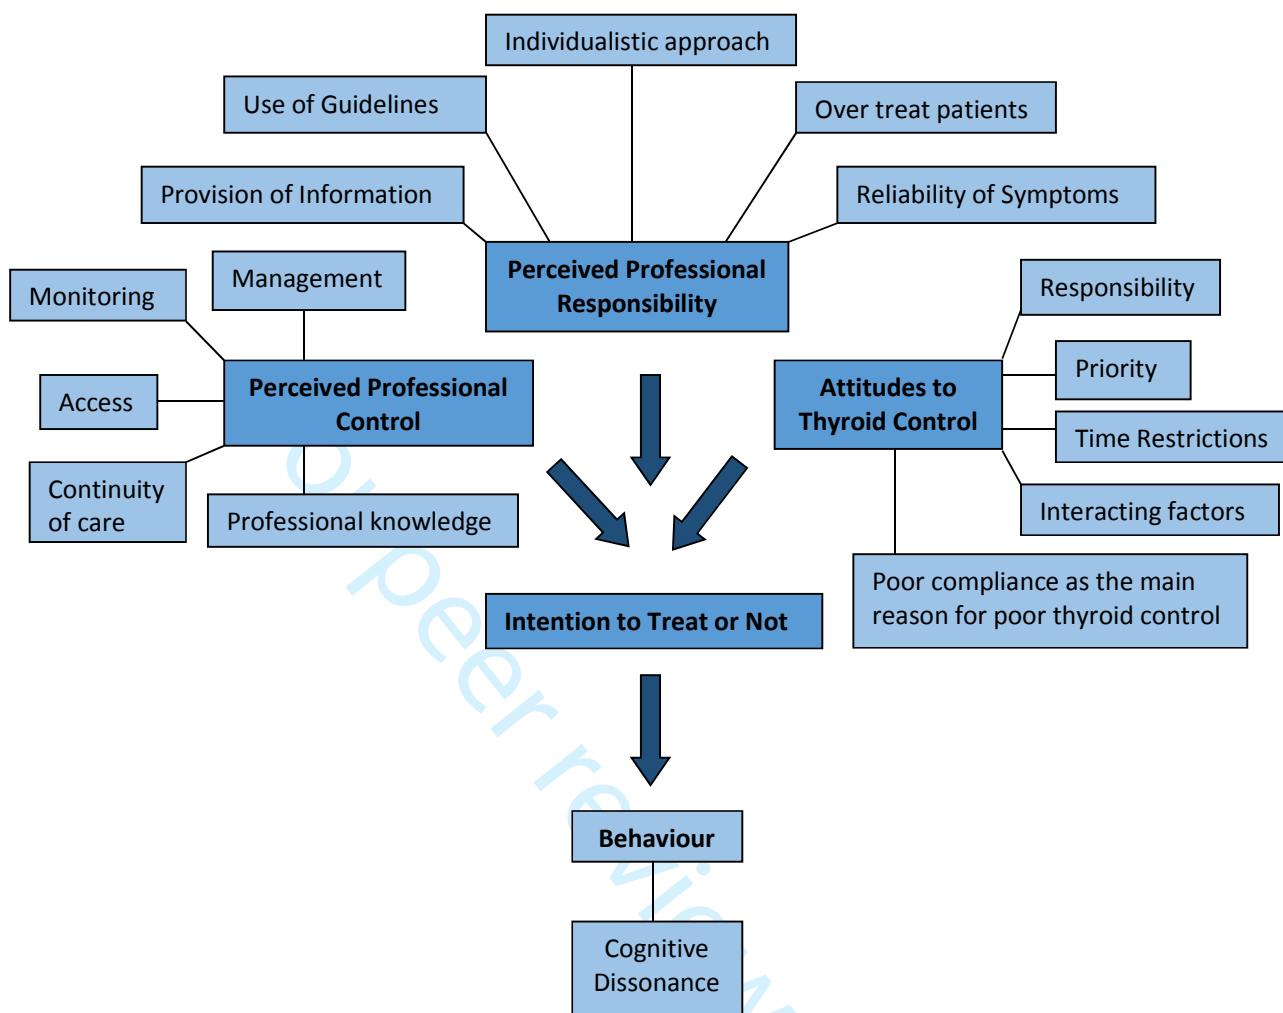 Individualistic approach
Use of Guidelines
Over treat patients
Provision of Information
Reliability of Symptoms
Perceived Professional
Responsibility
Management
Monitoring
Access
Continuity
of care
Professional knowledge
Perceived Professional
Control
Responsibility
Priority
Time Restrictions
Interacting factors
Attitudes to
Thyroid Control
Poor compliance as the main
reason for poor thyroid control
Intention to Treat or Not
Behaviour
Cognitive
Dissonance
peer review